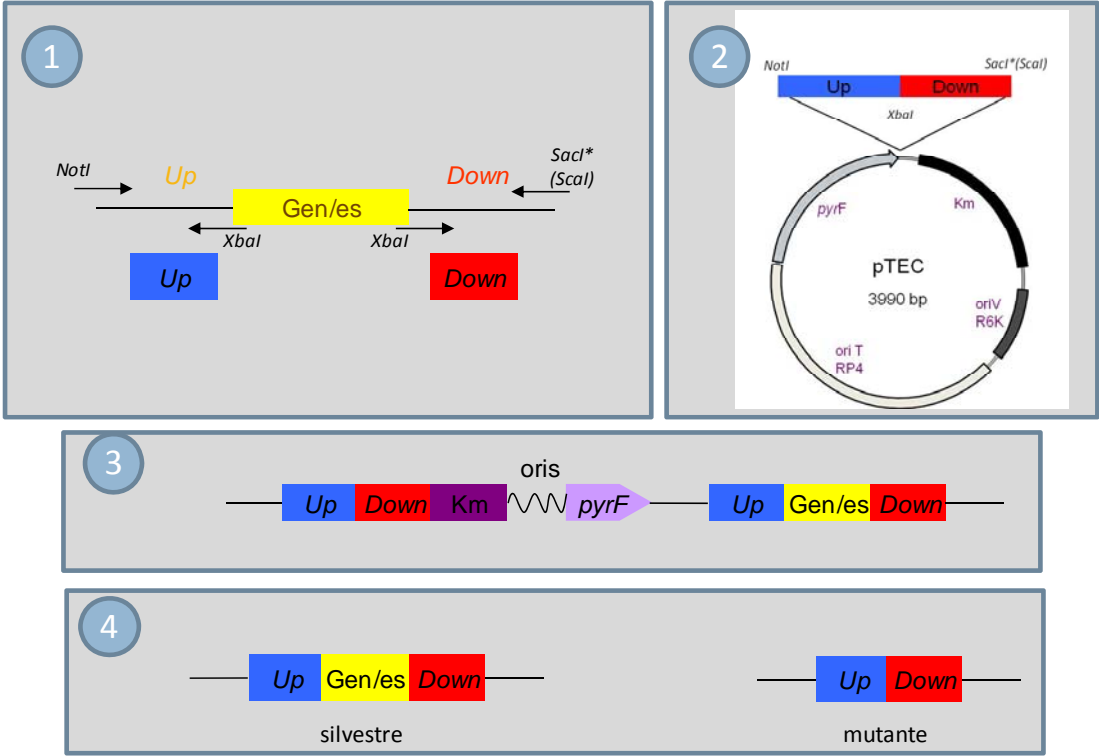 1
NotI
Up
Down
SacI*
(ScaI)
Gen/es
XbaI
XbaI
Up
Down
2
NotI
SacI*(ScaI)
Up
Down
XbaI
pyrF
Km
pTEC
3990 bp
oriV
R6K
ori T
RP4
3
oris
Up
Down
Km
pyrF
Up
Gen/es
Down
4
Up
Gen/es
Down
silvestre
Up
Down
mutante